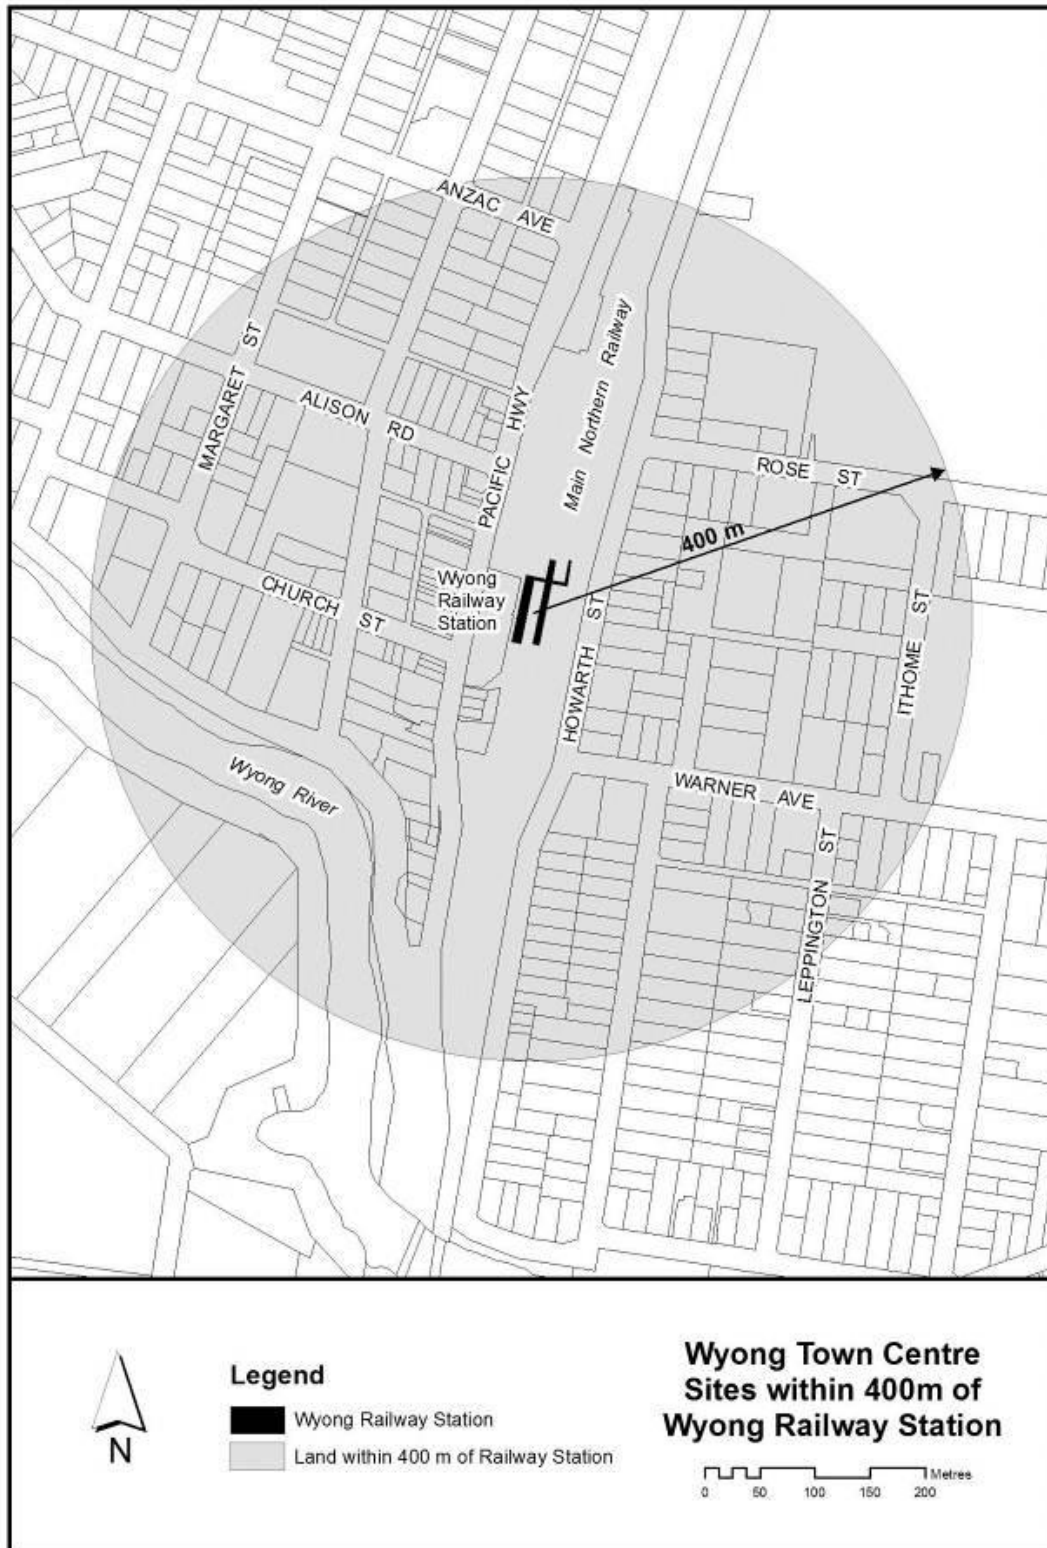 ANZAC AVE
MARGARET ST
ALISON RD
PACIFIC HWY
Main Northern Railway
ROSE ST
400 m
Wyong
Railway
Station
CHURCH ST
HOWARTH ST
ITHOME ST
Wyong River
WARNER AVE
LEPPINGTON ST
N
Legend
Wyong Railway Station
Land within 400 m of Railway Station
Wyong Town Centre
Sites within 400m of
Wyong Railway Station
Metres
0 50 100 150 200